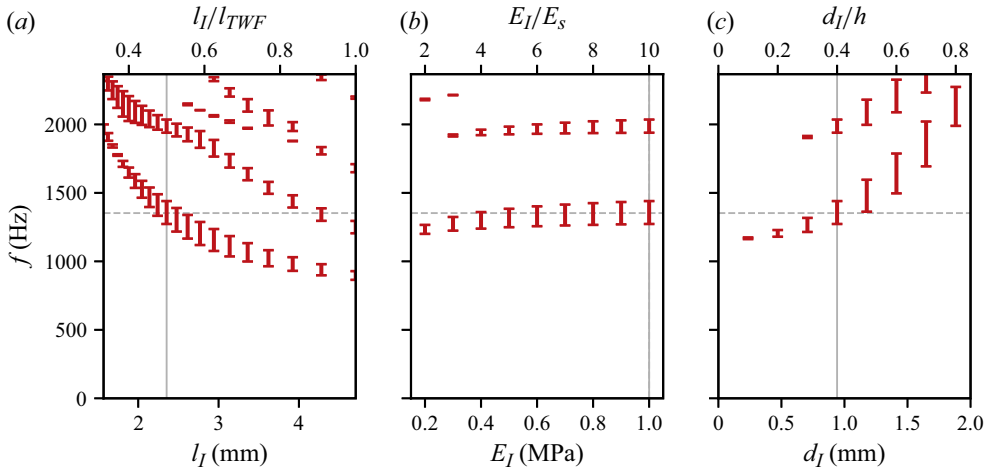 (a) l_I/l_TWF
0.4 0.6 0.8 1.0
f (Hz)
2000
1500
1000
500
0
2 3 4
l_I (mm)
(b) E_I/E_s
2 4 6 8 10
0.2 0.4 0.6 0.8 1.0
E_I (MPa)
(c) d_I/h
0 0.2 0.4 0.6 0.8
0 0.5 1.0 1.5 2.0
d_I (mm)